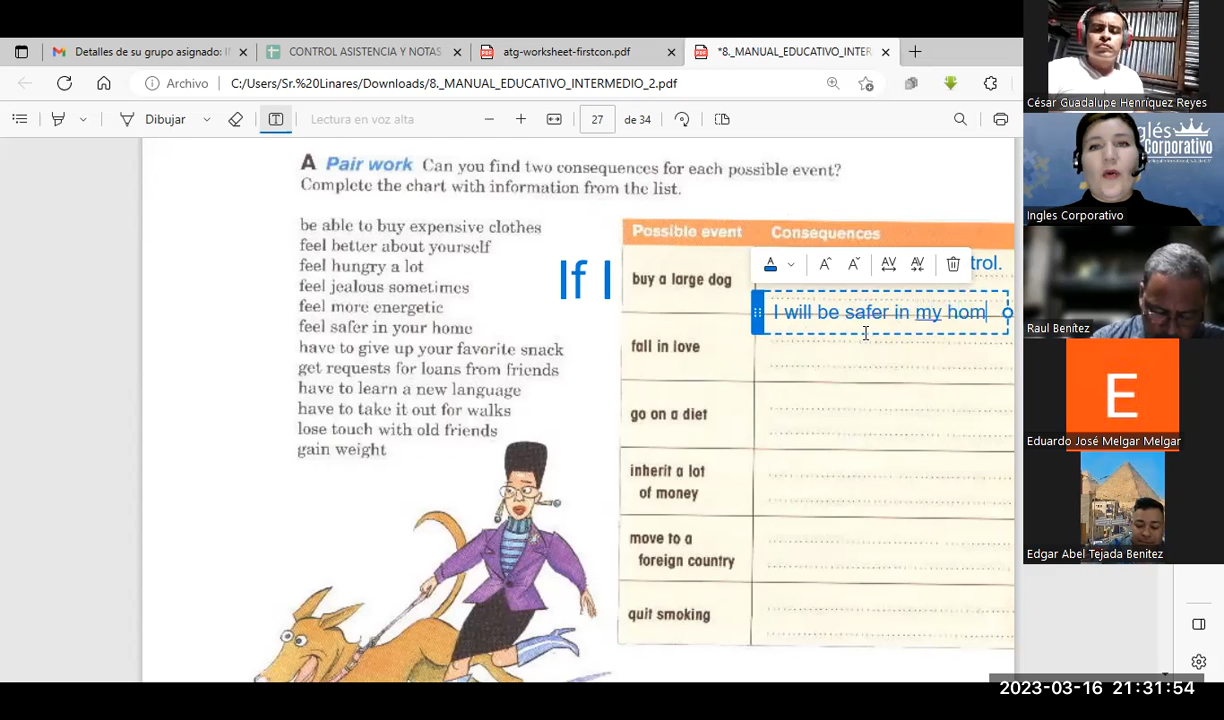 Detalles de su grupo asignado: I
CONTROL ASISTENCIA Y NOTAS
atg-worksheet-firstcon.pdf
*8._MANUAL_EDUCATIVO_INTER
Archivo
C:/Users/Sr.%20Linares/Downloads/8._MANUAL_EDUCATIVO_INTERMEDIO_2.pdf
Dibujar
Lectura en voz alta
27
de 34
A Pair work Can you find two consequences for each possible event?
Complete the chart with information from the list.
be able to buy expensive clothes
feel better about yourself
feel hungry a lot
feel jealous sometimes
feel more energetic
feel safer in your home
have to give up your favorite snack
get requests for loans from friends
have to learn a new language
have to take it out for walks
lose touch with old friends
gain weight
If I
Possible event
Consequences
buy a large dog
trol.
I will be safer in my hom
fall in love
go on a diet
inherit a lot
of money
move to a
foreign country
quit smoking
César Guadalupe Henríquez Reyes
glés
Corporativo
Ingles Corporativo
Raul Benítez
E
Eduardo José Melgar Melgar
Edgar Abel Tejada Benitez
2023-03-16 21:31:54